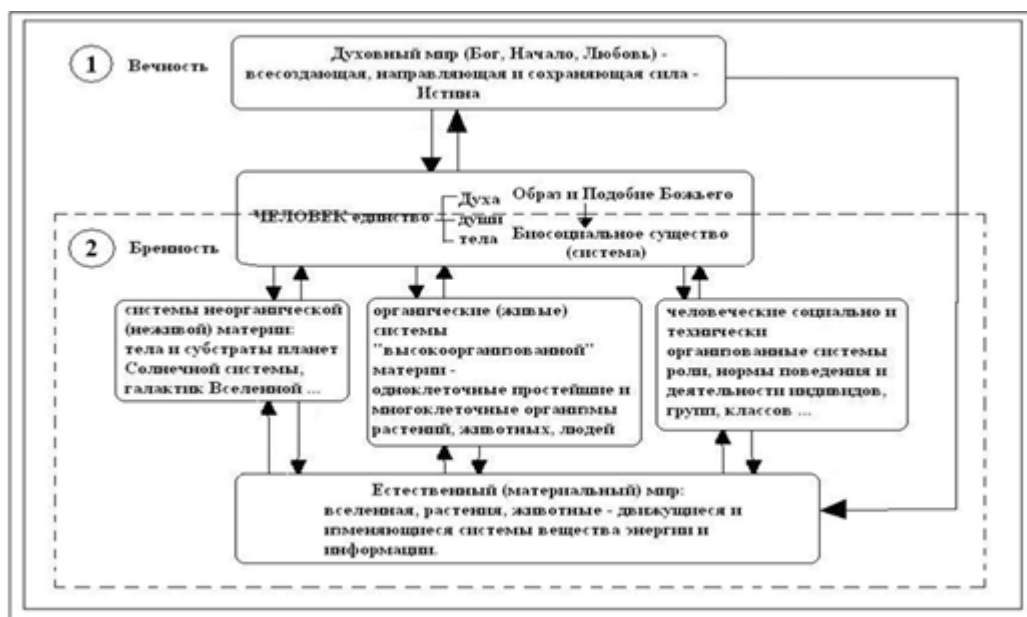 1 Вечность
Духовный мир (Бог, Начало, Любовь) -
всесоздающая, направляющая и сохраняющая сила -
Истина
ЧЕЛОВЕК единство
Духа
души
тела
Образ и Подобие Божьего
Биосоциальное существо
(система)
2 Бренность
системы неорганической
(неживой) материи:
тела и субстраты планет
Солнечной системы,
галактик Вселенной ...
органические (живые)
системы
"высокоорганизованной"
материи -
одноклеточные простейшие и
многоклеточные организмы
растений, животных, людей
человеческие социально и
технически
организованные системы
роли, нормы поведения и
деятельности индивидов,
групп, классов ...
Естественный (материальный) мир:
вселенная, растения, животные - движущиеся и
изменяющиеся системы вещества энергии и
информации.